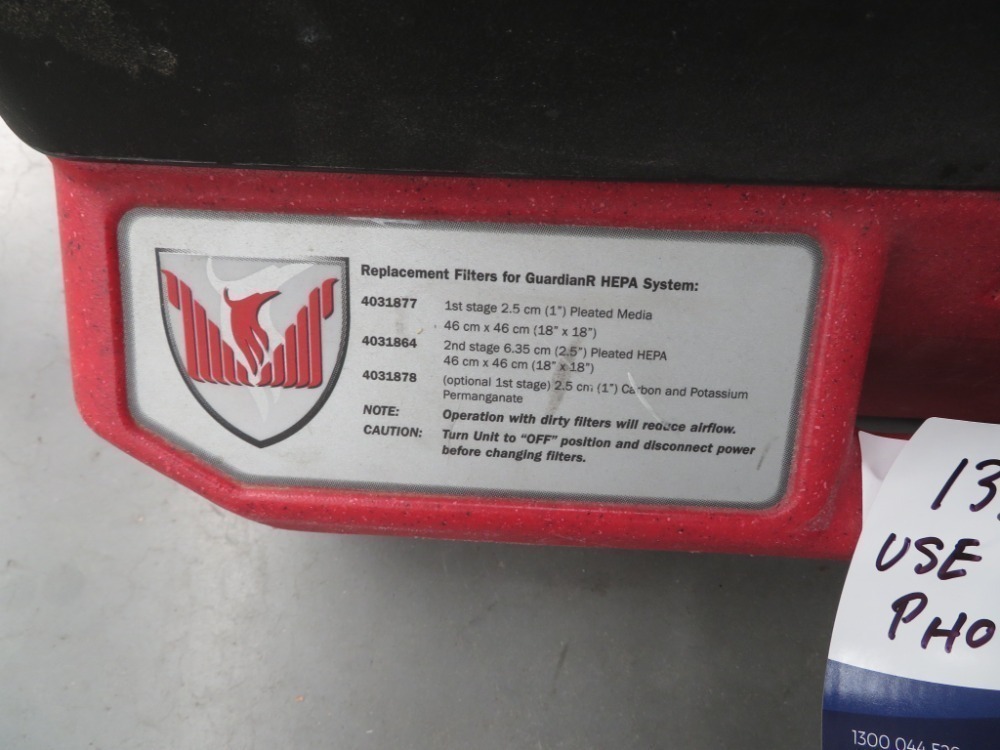 Replacement Filters for GuardianR HEPA System:
4031877 1st stage 2.5 cm (1") Pleated Media
46 cm x 46 cm (18" x 18")
4031864 2nd stage 6.35 cm (2.5") Pleated HEPA
46 cm x 46 cm (18" x 18")
4031878 (optional 1st stage) 2.5 cm (1") Carbon and Potassium
Permanganate
NOTE: Operation with dirty filters will reduce airflow.
CAUTION: Turn Unit to "OFF" position and disconnect power
before changing filters.
USE
1300 044